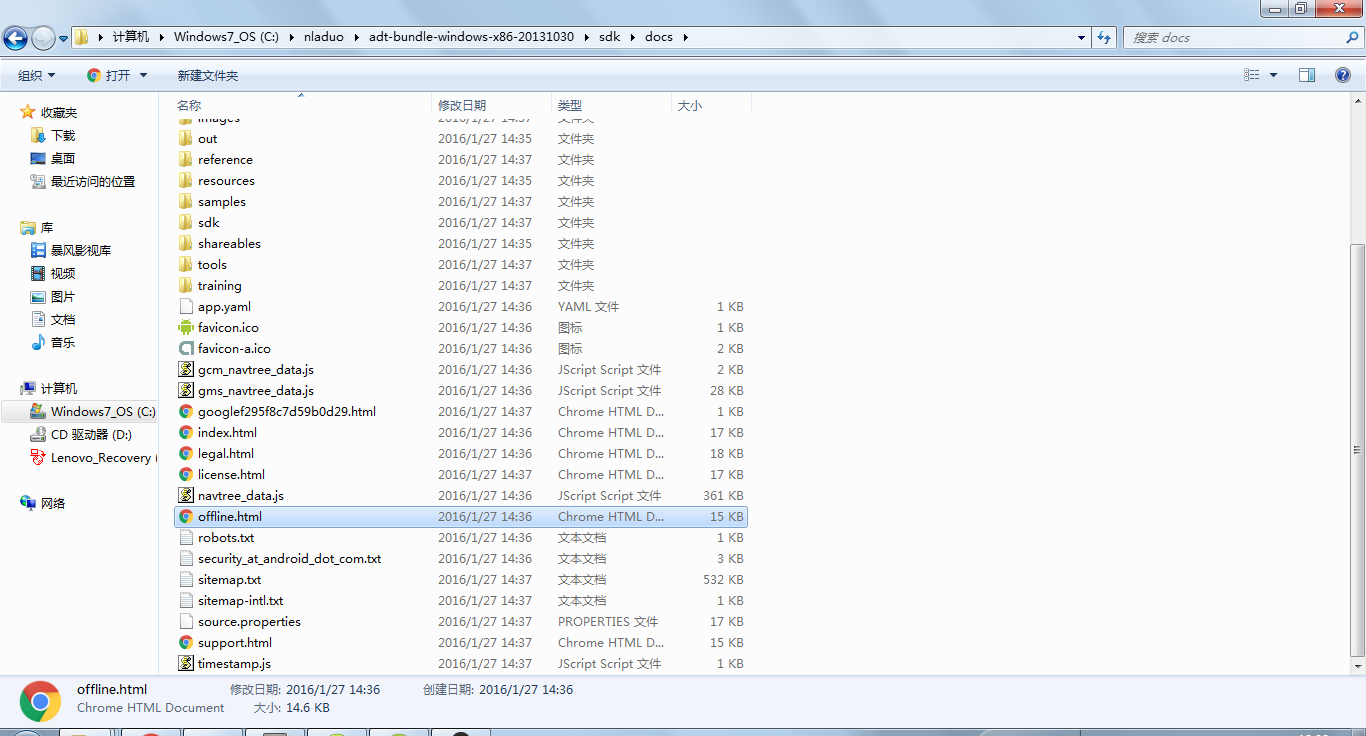 计算机 ▸ Windows7_OS (C:) ▸ nladuo ▸ adt-bundle-windows-x86-20131030 ▸ sdk ▸ docs ▸
搜索 docs
组织 打开 新建文件夹
收藏夹
下载
桌面
最近访问的位置
库
暴风影视库
视频
图片
文档
音乐
计算机
Windows7_OS (C:)
CD 驱动器 (D:)
Lenovo_Recovery (
网络
名称 修改日期 类型 大小
images 2016/1/27 14:37 文件夹
out 2016/1/27 14:35 文件夹
reference 2016/1/27 14:37 文件夹
resources 2016/1/27 14:35 文件夹
samples 2016/1/27 14:37 文件夹
sdk 2016/1/27 14:37 文件夹
shareables 2016/1/27 14:35 文件夹
tools 2016/1/27 14:37 文件夹
training 2016/1/27 14:37 文件夹
app.yaml 2016/1/27 14:36 YAML 文件 1 KB
favicon.ico 2016/1/27 14:36 图标 1 KB
favicon-a.ico 2016/1/27 14:36 图标 2 KB
gcm_navtree_data.js 2016/1/27 14:36 JScript Script 文件 2 KB
gms_navtree_data.js 2016/1/27 14:36 JScript Script 文件 28 KB
googlef295f8c7d59b0d29.html 2016/1/27 14:36 Chrome HTML D... 1 KB
index.html 2016/1/27 14:36 Chrome HTML D... 17 KB
legal.html 2016/1/27 14:36 Chrome HTML D... 18 KB
license.html 2016/1/27 14:37 Chrome HTML D... 17 KB
navtree_data.js 2016/1/27 14:36 JScript Script 文件 361 KB
offline.html 2016/1/27 14:36 Chrome HTML D... 15 KB
robots.txt 2016/1/27 14:36 文本文档 1 KB
security_at_android_dot_com.txt 2016/1/27 14:36 文本文档 3 KB
sitemap.txt 2016/1/27 14:37 文本文档 532 KB
sitemap-intl.txt 2016/1/27 14:37 文本文档 1 KB
source.properties 2016/1/27 14:37 PROPERTIES 文件 17 KB
support.html 2016/1/27 14:37 Chrome HTML D... 15 KB
timestamp.js 2016/1/27 14:37 JScript Script 文件 1 KB
offline.html 修改日期: 2016/1/27 14:36 创建日期: 2016/1/27 14:36
Chrome HTML Document 大小: 14.6 KB